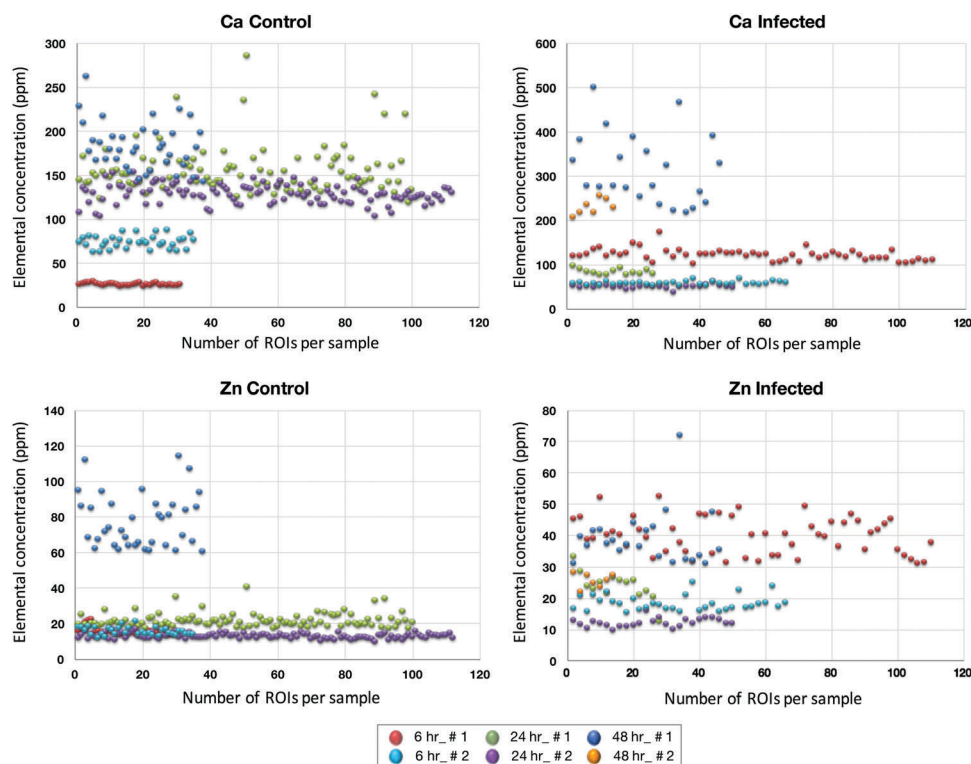 Ca Control
Ca Infected
Elemental concentration (ppm)
300
250
200
150
100
50
0
0 20 40 60 80 100 120
Number of ROIs per sample
Elemental concentration (ppm)
600
500
400
300
200
100
0
0 20 40 60 80 100 120
Number of ROIs per sample
Zn Control
Zn Infected
Elemental concentration (ppm)
140
120
100
80
60
40
20
0
0 20 40 60 80 100 120
Number of ROIs per sample
Elemental concentration (ppm)
80
70
60
50
40
30
20
10
0
0 20 40 60 80 100 120
Number of ROIs per sample
6 hr_ # 1 24 hr_ # 1 48 hr_ # 1
6 hr_ # 2 24 hr_ # 2 48 hr_ # 2